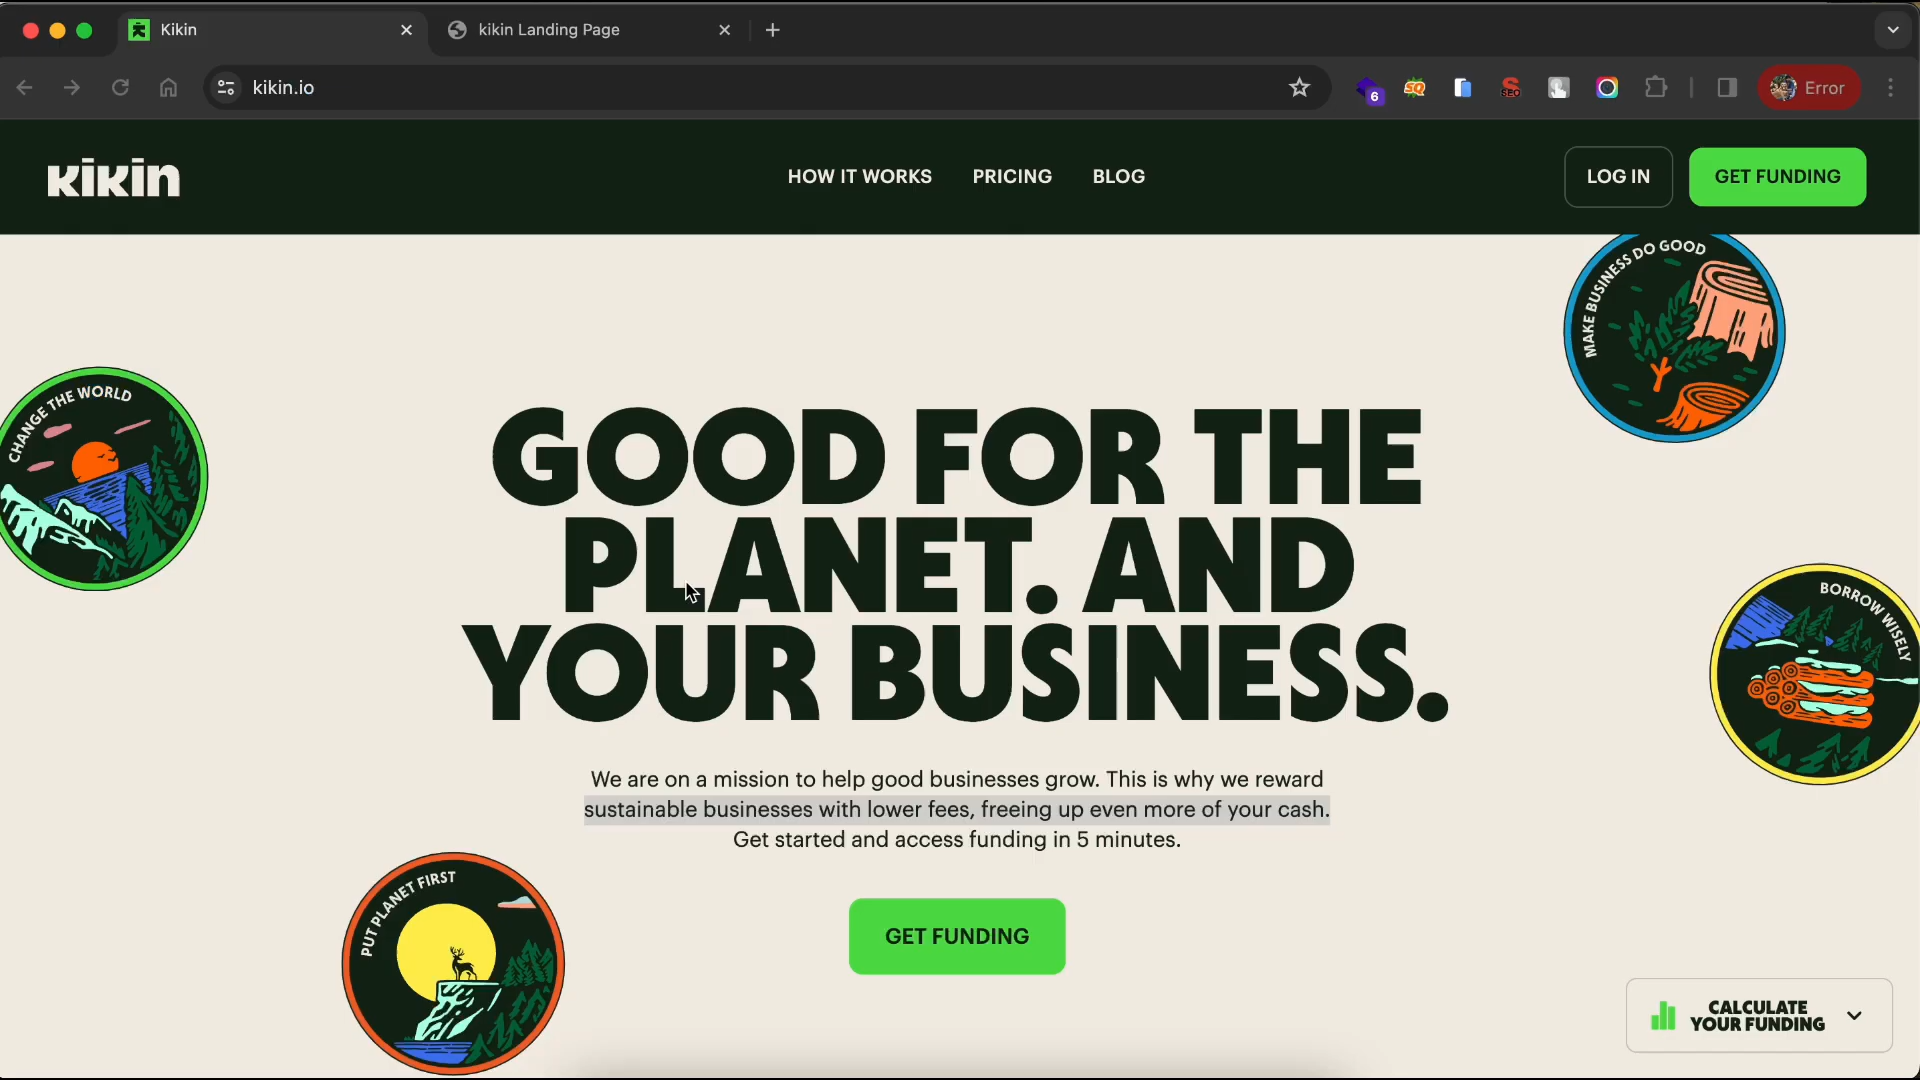 Kikin
kikin Landing Page
kikin.io
6
SQ
SEO
Error
kikin
HOW IT WORKS
PRICING
BLOG
LOG IN
GET FUNDING
MAKE BUSINESS DO GOOD
CHANGE THE WORLD
GOOD FOR THE
PLANET. AND
YOUR BUSINESS.
BORROW WISELY
We are on a mission to help good businesses grow. This is why we reward
sustainable businesses with lower fees, freeing up even more of your cash.
Get started and access funding in 5 minutes.
PUT PLANET FIRST
GET FUNDING
CALCULATE
YOUR FUNDING